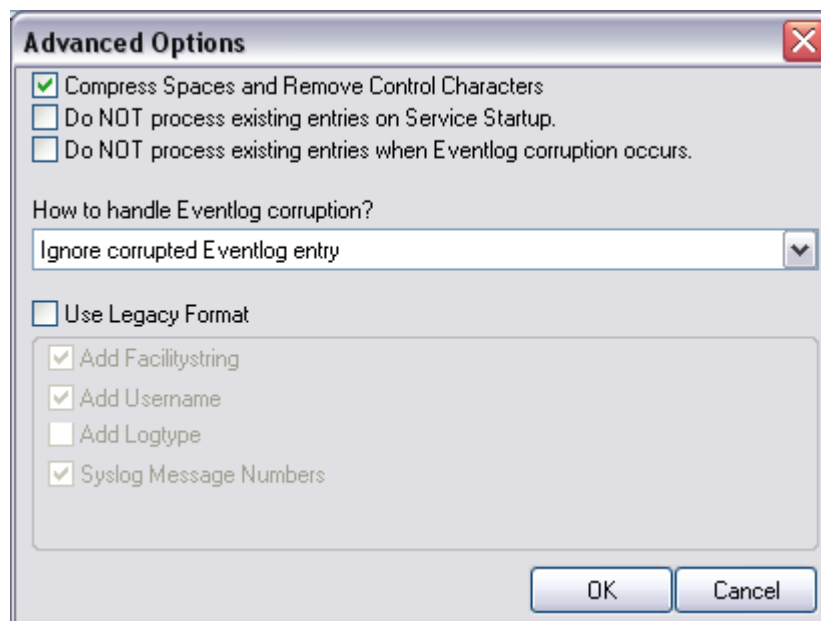 Advanced Options
Compress Spaces and Remove Control Characters
Do NOT process existing entries on Service Startup.
Do NOT process existing entries when Eventlog corruption occurs.
How to handle Eventlog corruption?
Ignore corrupted Eventlog entry
Use Legacy Format
Add Facilitystring
Add Username
Add Logtype
Syslog Message Numbers
OK Cancel